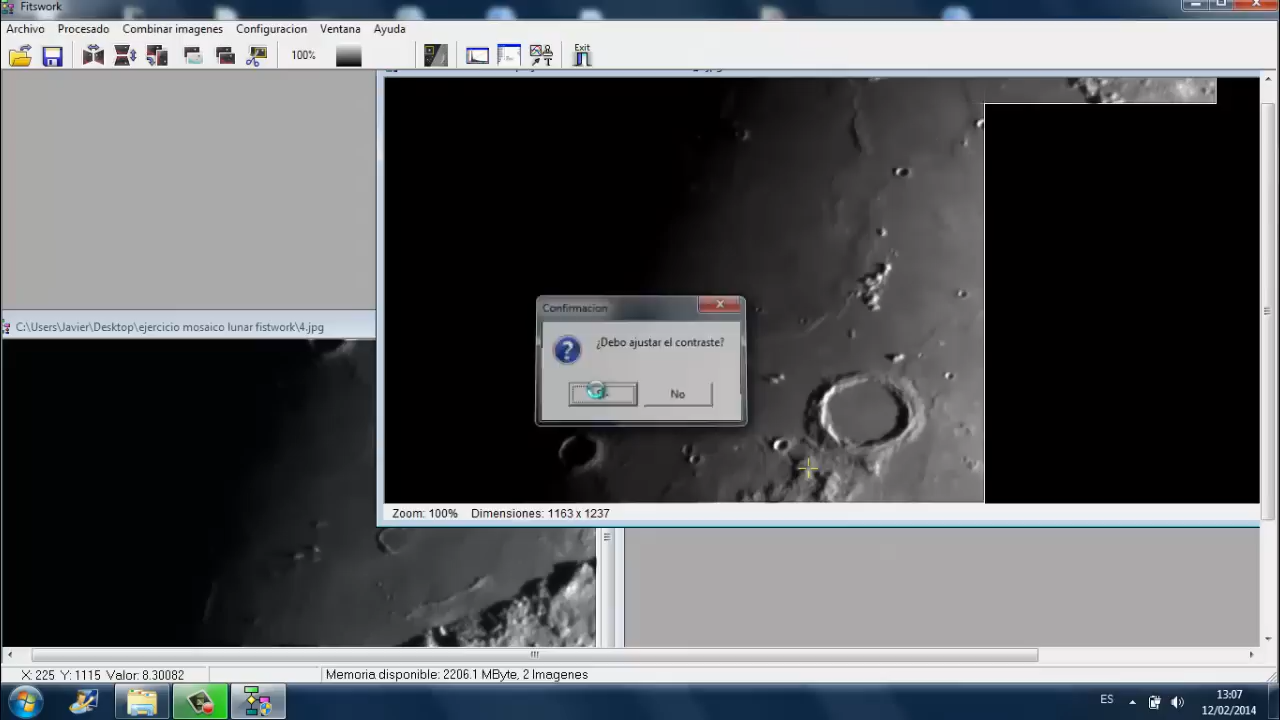 Fitswork
Archivo Procesado Combinar imagenes Configuracion Ventana Ayuda
100%
Exit
C:\Users\Javier\Desktop\ejercicio mosaico lunar fistwork\4.jpg
Confirmacion
¿Debo ajustar el contraste?
No
Zoom: 100% Dimensiones: 1163 x 1237
X: 225 Y: 1115 Valor: 8.30082
Memoria disponible: 2206.1 MByte, 2 Imagenes
ES
13:07
12/02/2014